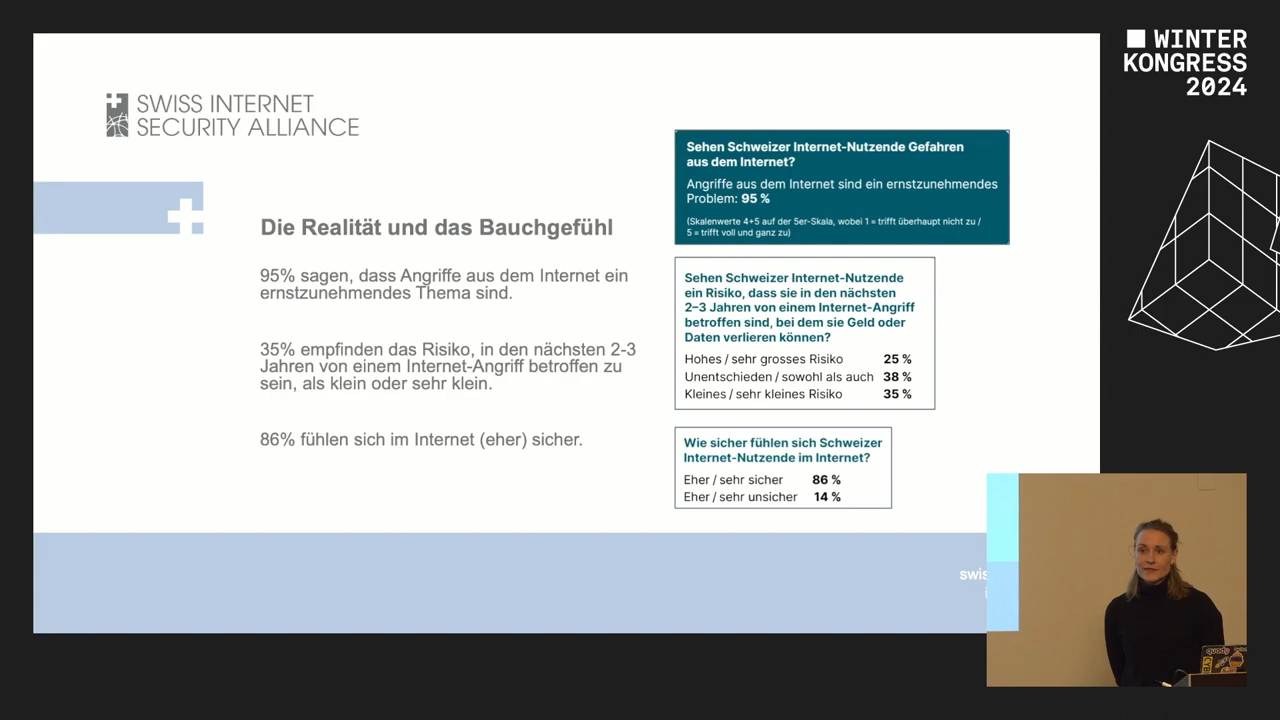 WINTER
KONGRESS
2024
SWISS INTERNET
SECURITY ALLIANCE
Die Realität und das Bauchgefühl
95% sagen, dass Angriffe aus dem Internet ein
ernstzunehmendes Thema sind.
35% empfinden das Risiko, in den nächsten 2-3
Jahren von einem Internet-Angriff betroffen zu
sein, als klein oder sehr klein.
86% fühlen sich im Internet (eher) sicher.
Sehen Schweizer Internet-Nutzende Gefahren
aus dem Internet?
Angriffe aus dem Internet sind ein ernstzunehmendes
Problem: 95 %
(Skalenwerte 4+5 auf der 5er-Skala, wobei 1 = trifft überhaupt nicht zu /
5 = trifft voll und ganz zu)
Sehen Schweizer Internet-Nutzende
ein Risiko, dass sie in den nächsten
2–3 Jahren von einem Internet-Angriff
betroffen sind, bei dem sie Geld oder
Daten verlieren können?
Hohes / sehr grosses Risiko 25 %
Unentschieden / sowohl als auch 38 %
Kleines / sehr kleines Risiko 35 %
Wie sicher fühlen sich Schweizer
Internet-Nutzende im Internet?
Eher / sehr sicher 86 %
Eher / sehr unsicher 14 %
swis